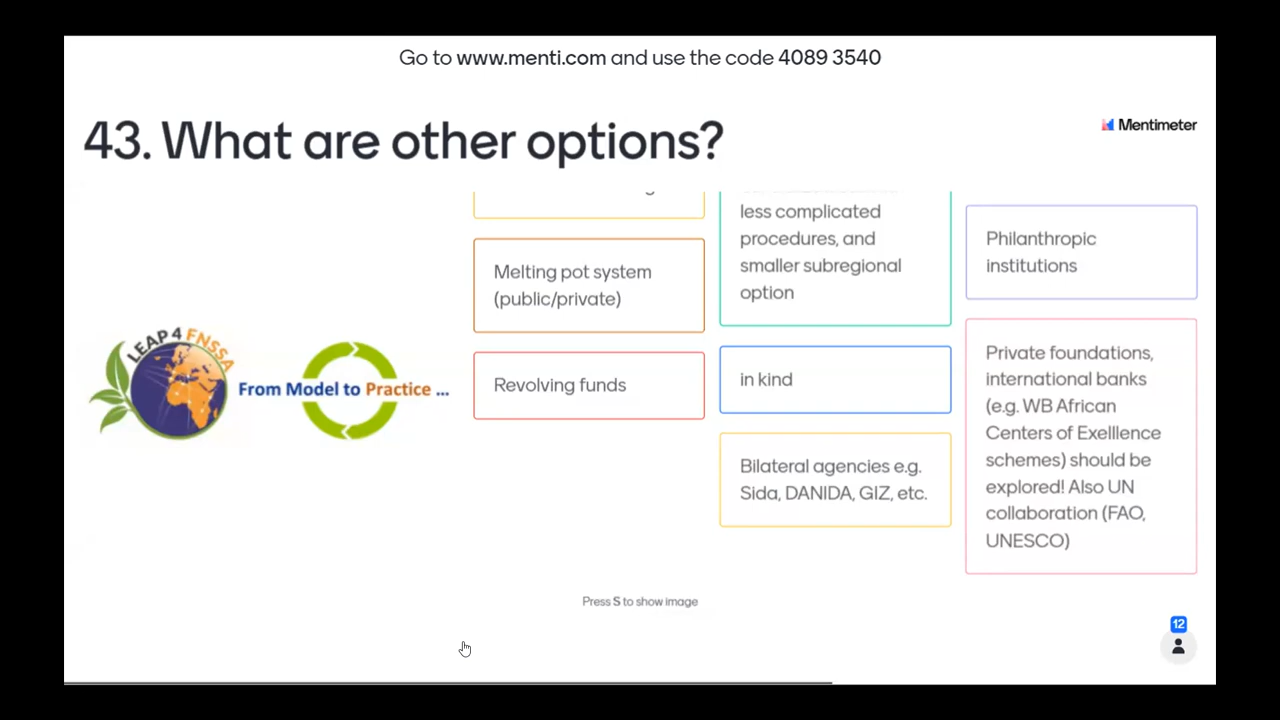 Go to www.menti.com and use the code 4089 3540
43. What are other options?
Mentimeter
LEAP 4 FNSSA
From Model to Practice ...
Melting pot system
(public/private)
Revolving funds
less complicated
procedures, and
smaller subregional
option
in kind
Bilateral agencies e.g.
Sida, DANIDA, GIZ, etc.
Philanthropic
institutions
Private foundations,
international banks
(e.g. WB African
Centers of Exelllence
schemes) should be
explored! Also UN
collaboration (FAO,
UNESCO)
Press S to show image
12